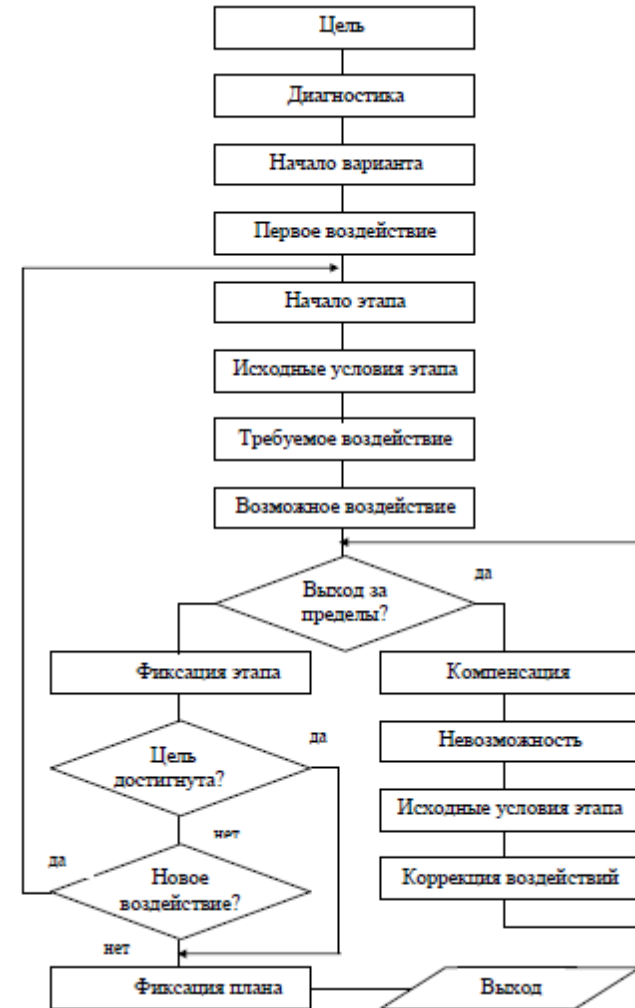 Цель
Диагностика
Начало варианта
Первое воздействие
Начало этапа
Исходные условия этапа
Требуемое воздействие
Возможное воздействие
Выход за
пределы?
да
Фиксация этапа
Компенсация
Цель
достигнута?
да
Невозможность
нет
Исходные условия этапа
да
Новое
воздействие?
Коррекция воздействий
нет
Фиксация плана
Выход